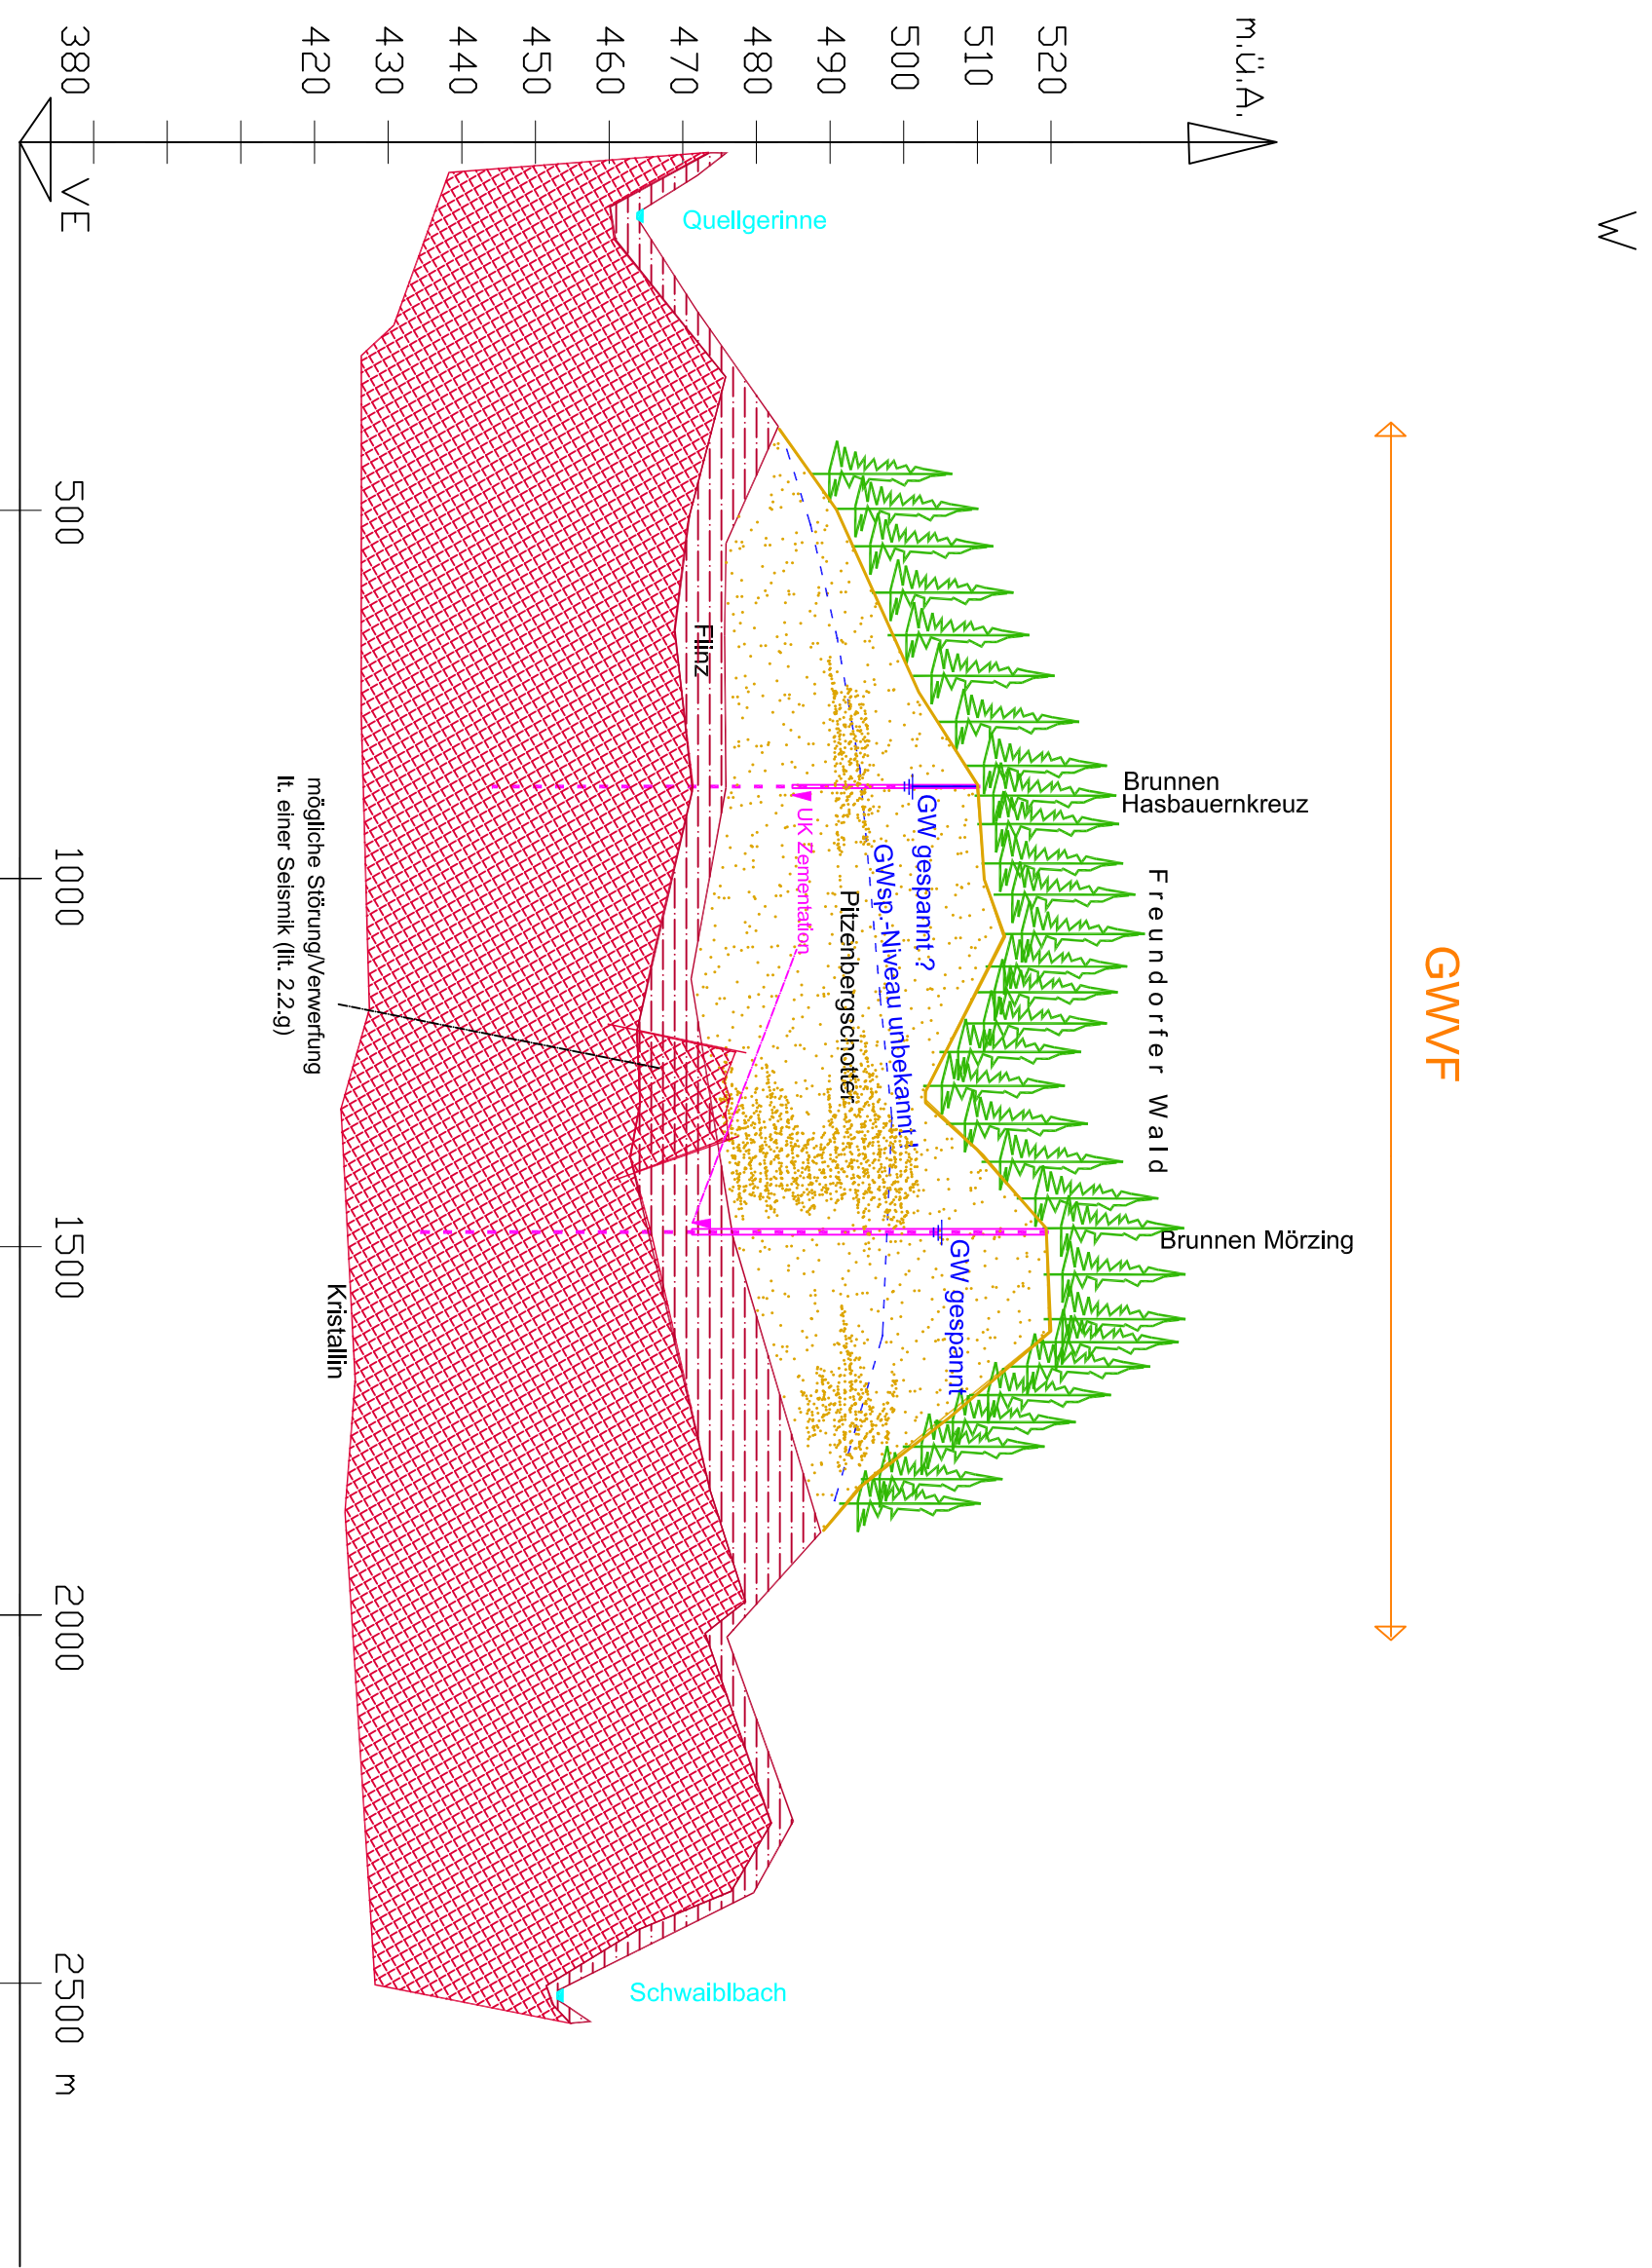 W
GWVF
m.ü.A.
Freundorfer Wald
Brunnen
Hasbauernkreuz
Brunnen Mörzing
520
510
500
490
480
470
460
450
440
430
420
380
GW gespannt ?
GWsp.-Niveau unbekannt !
GW gespannt
Pitzenbergschotter
UK Zementation
Quellgerinne
Flinz
Schwaiblbach
mögliche Störung/Verwerfung
lt. einer Seismik (lit. 2.2.g)
Kristallin
VE
500
1000
1500
2000
2500 m